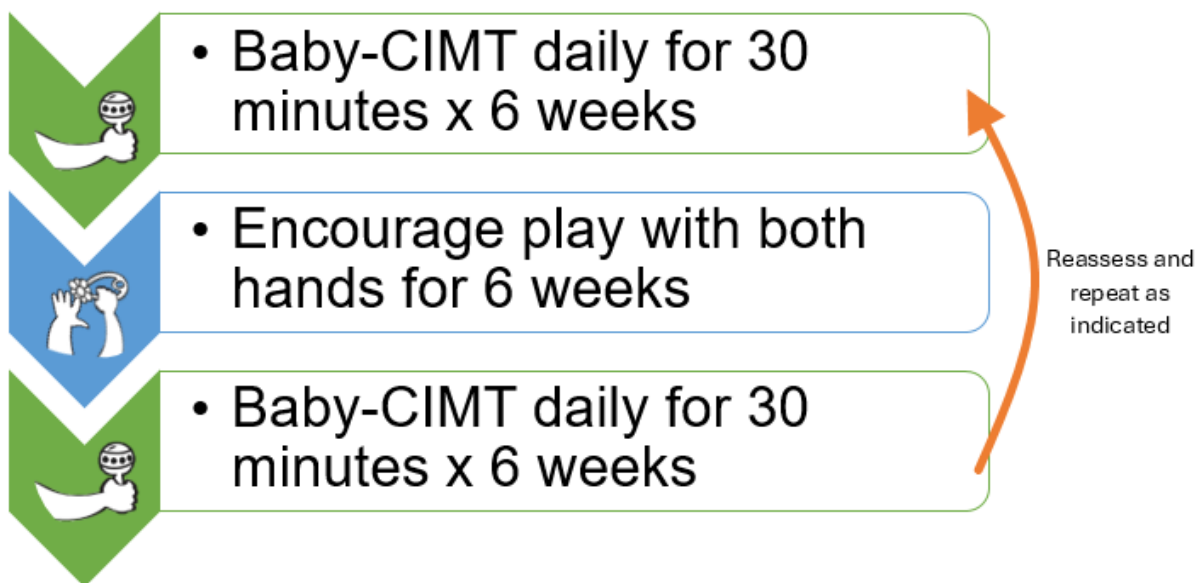 • Baby-CIMT daily for 30
minutes x 6 weeks
• Encourage play with both
hands for 6 weeks
• Baby-CIMT daily for 30
minutes x 6 weeks
Reassess and
repeat as
indicated